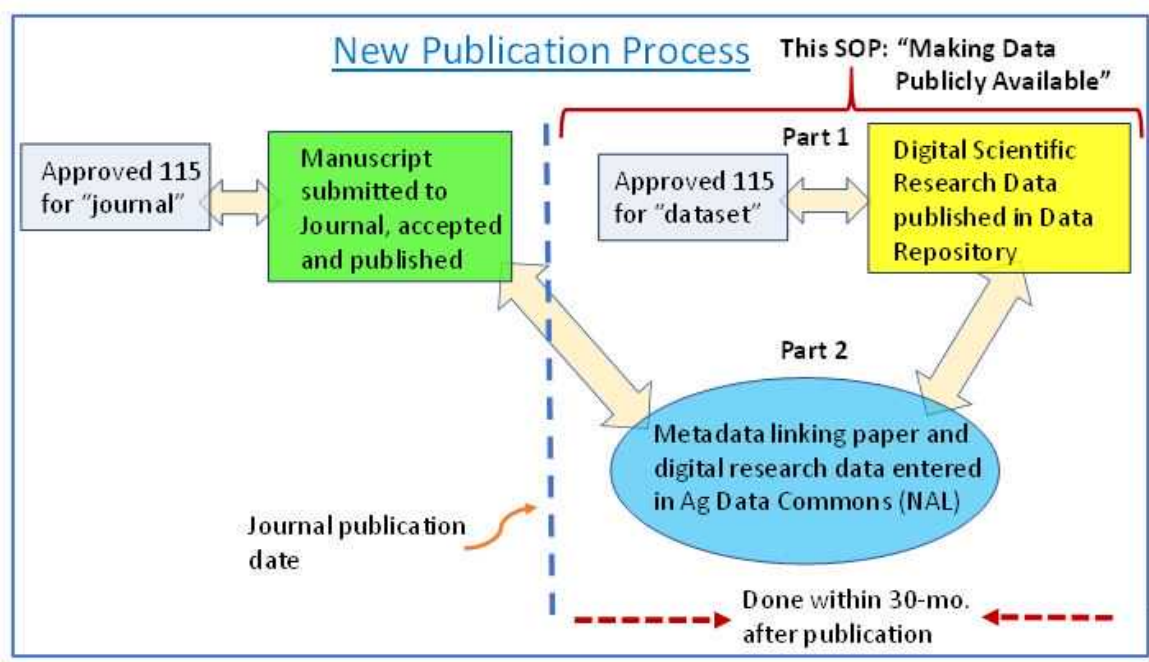 New Publication Process
This SOP: "Making Data
Publicly Available"
Approved 115
for "journal"
Manuscript
submitted to
Journal, accepted
and published
Part 1
Approved 115
for "dataset"
Digital Scientific
Research Data
published in Data
Repository
Part 2
Metadata linking paper and
digital research data entered
in Ag Data Commons (NAL)
Journal publication
date
Done within 30-mo.
after publication